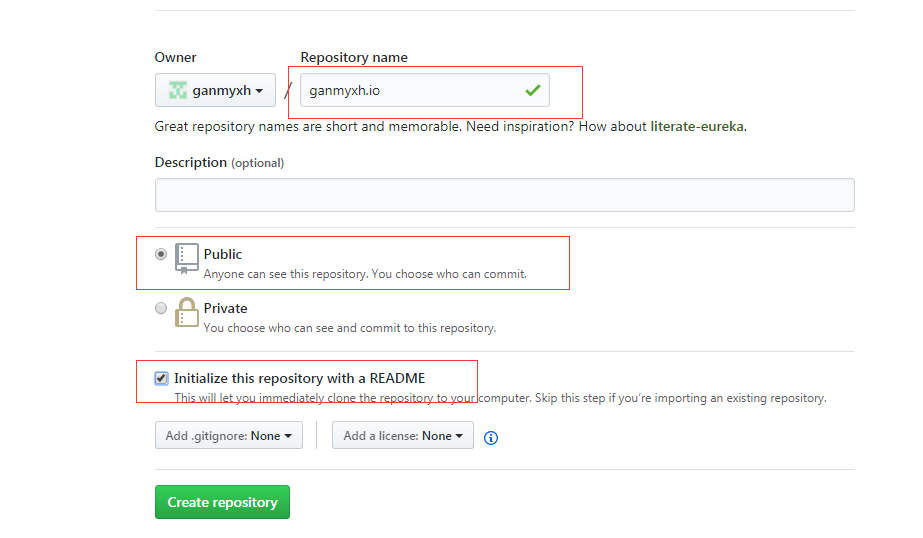 Owner
Repository name
ganmyxh / ganmyxh.io
Great repository names are short and memorable. Need inspiration? How about literate-eureka.
Description (optional)
Public
Anyone can see this repository. You choose who can commit.
Private
You choose who can see and commit to this repository.
Initialize this repository with a README
This will let you immediately clone the repository to your computer. Skip this step if you're importing an existing repository.
Add .gitignore: None
Add a license: None
Create repository